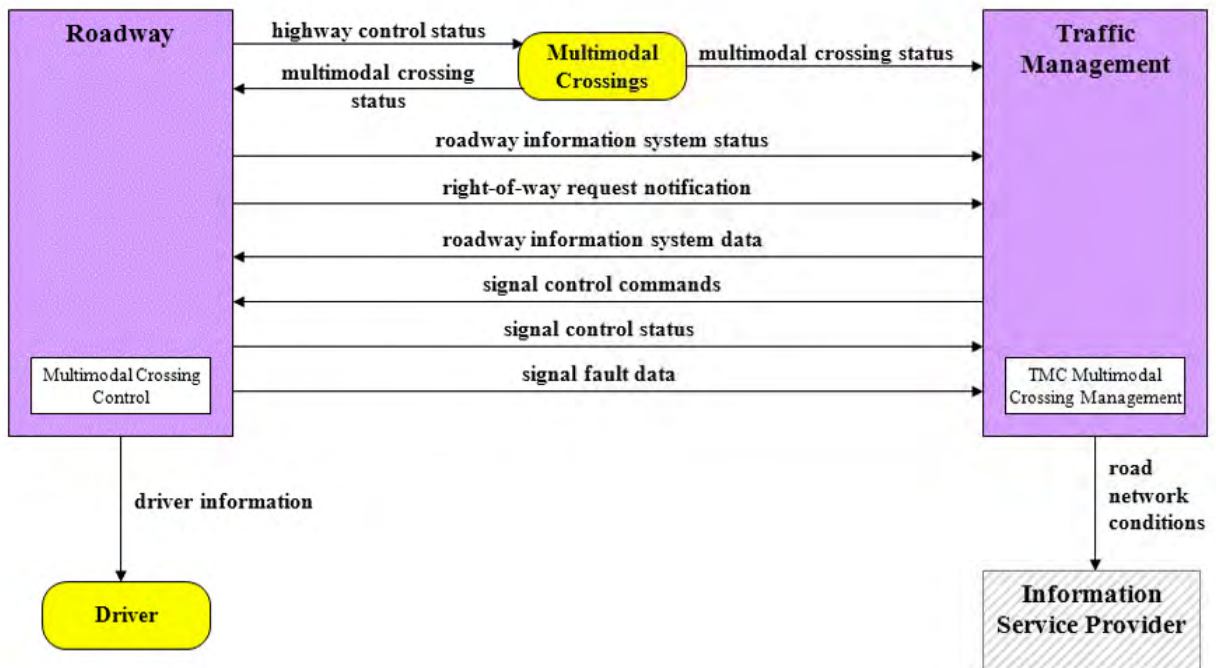 Roadway
highway control status
Multimodal
Crossings
multimodal crossing status
Traffic
Management
multimodal crossing
status
roadway information system status
right-of-way request notification
roadway information system data
signal control commands
signal control status
signal fault data
Multimodal Crossing
Control
TMC Multimodal
Crossing Management
driver information
road
network
conditions
Driver
Information
Service Provider